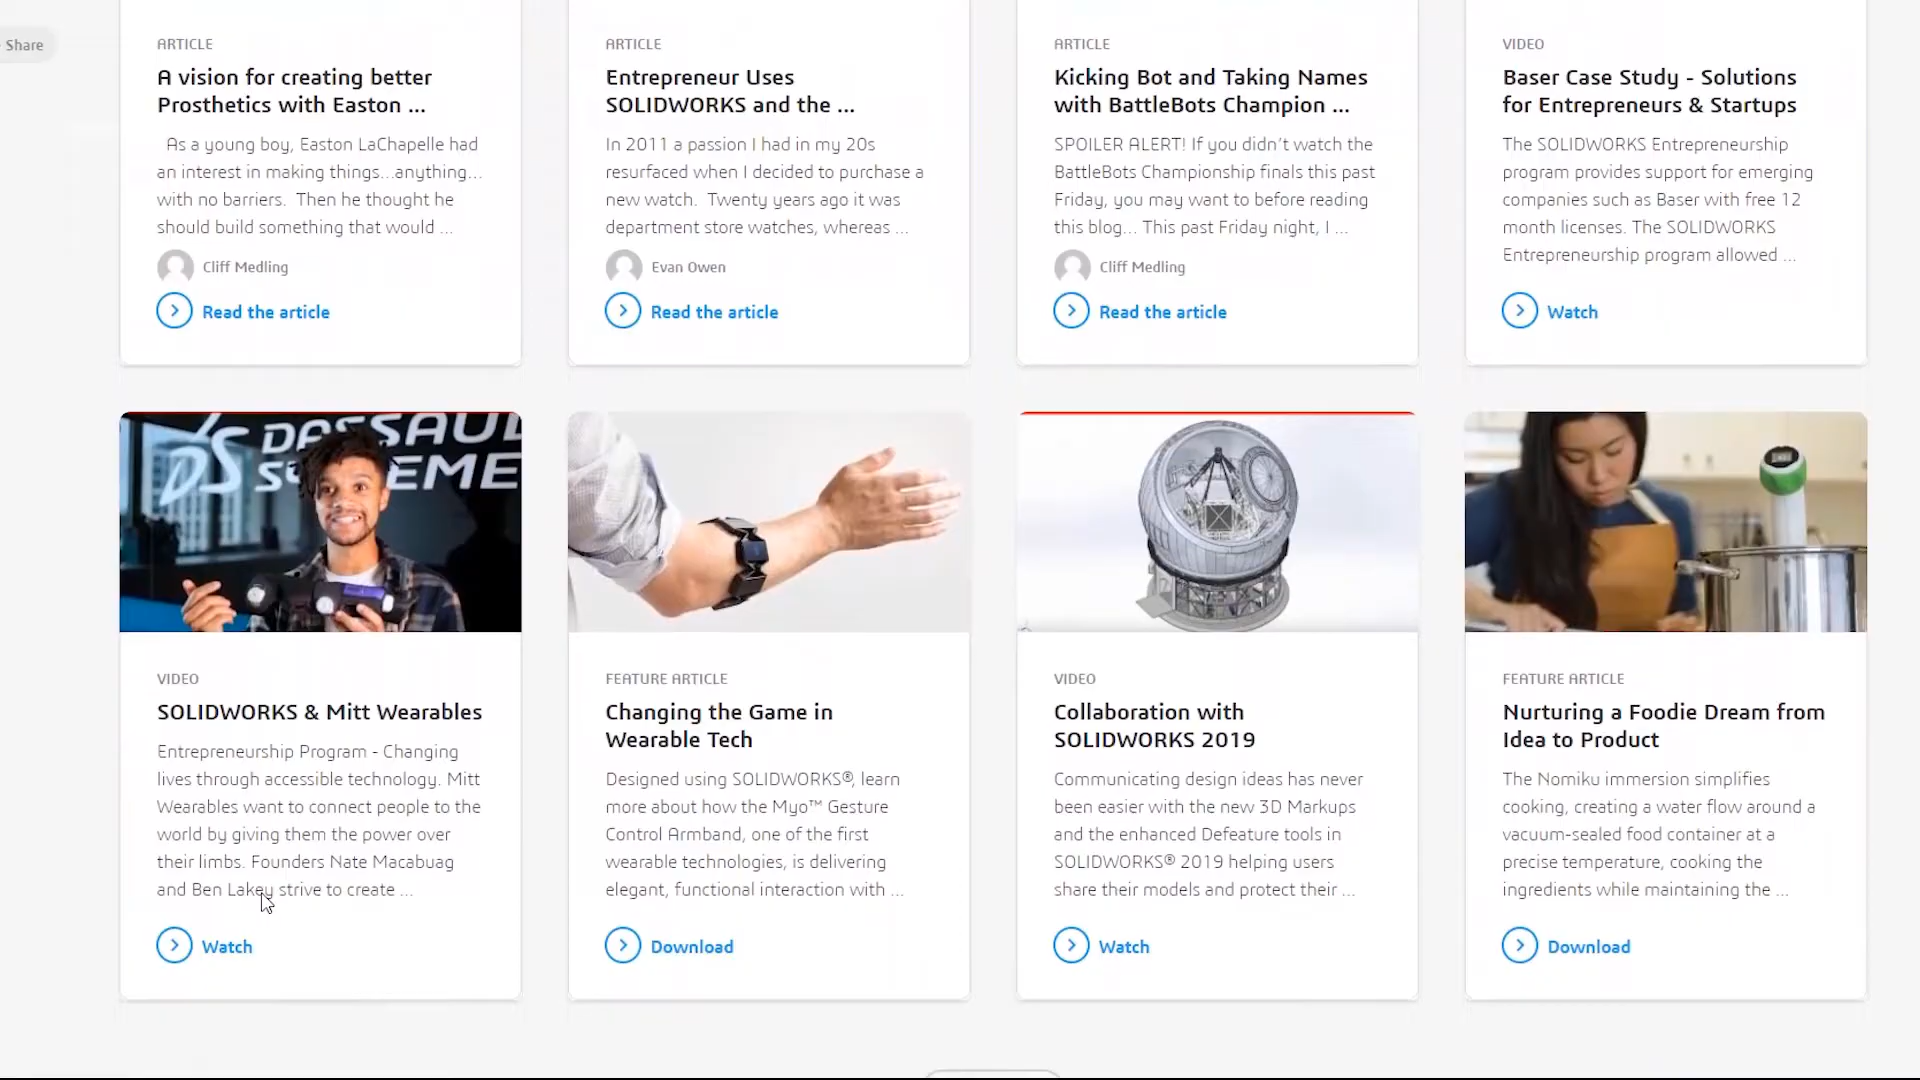 Share
ARTICLE
A vision for creating better
Prosthetics with Easton ...
As a young boy, Easton LaChapelle had
an interest in making things...anything...
with no barriers. Then he thought he
should build something that would ...
Cliff Medling
Read the article
ARTICLE
Entrepreneur Uses
SOLIDWORKS and the ...
In 2011 a passion I had in my 20s
resurfaced when I decided to purchase a
new watch. Twenty years ago it was
department store watches, whereas ...
Evan Owen
Read the article
ARTICLE
Kicking Bot and Taking Names
with BattleBots Champion ...
SPOILER ALERT! If you didn't watch the
BattleBots Championship finals this past
Friday, you may want to before reading
this blog... This past Friday night, I ...
Cliff Medling
Read the article
VIDEO
Baser Case Study - Solutions
for Entrepreneurs & Startups
The SOLIDWORKS Entrepreneurship
program provides support for emerging
companies such as Baser with free 12
month licenses. The SOLIDWORKS
Entrepreneurship program allowed ...
Watch
VIDEO
SOLIDWORKS & Mitt Wearables
Entrepreneurship Program - Changing
lives through accessible technology. Mitt
Wearables want to connect people to the
world by giving them the power over
their limbs. Founders Nate Macabuag
and Ben Lakey strive to create ...
Watch
FEATURE ARTICLE
Changing the Game in
Wearable Tech
Designed using SOLIDWORKS®, learn
more about how the Myo™ Gesture
Control Armband, one of the first
wearable technologies, is delivering
elegant, functional interaction with ...
Download
VIDEO
Collaboration with
SOLIDWORKS 2019
Communicating design ideas has never
been easier with the new 3D Markups
and the enhanced Defeature tools in
SOLIDWORKS® 2019 helping users
share their models and protect their ...
Watch
FEATURE ARTICLE
Nurturing a Foodie Dream from
Idea to Product
The Nomiku immersion simplifies
cooking, creating a water flow around a
vacuum-sealed food container at a
precise temperature, cooking the
ingredients while maintaining the ...
Download